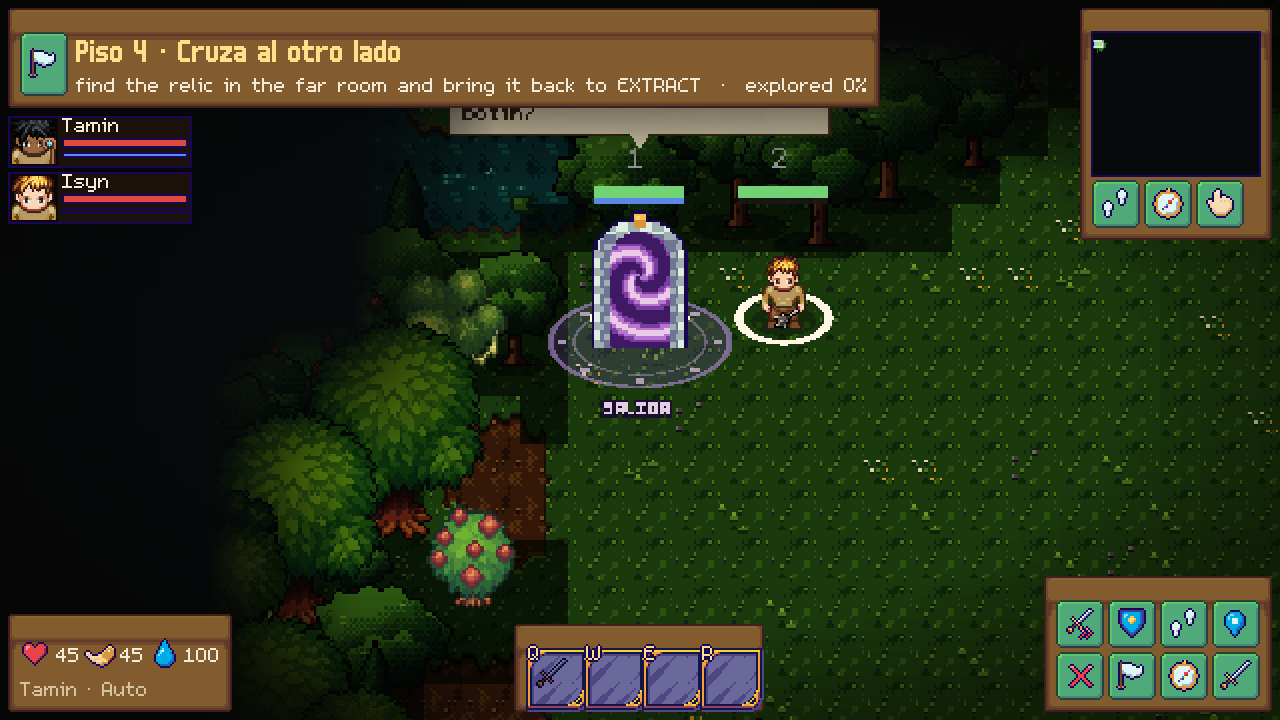 Piso 4 · Cruza al otro lado
find the relic in the far room and bring it back to EXTRACT · explored 0%
Tamin
Isyn
1
2
Q
W
E
R
45
45
100
Tamin · Auto